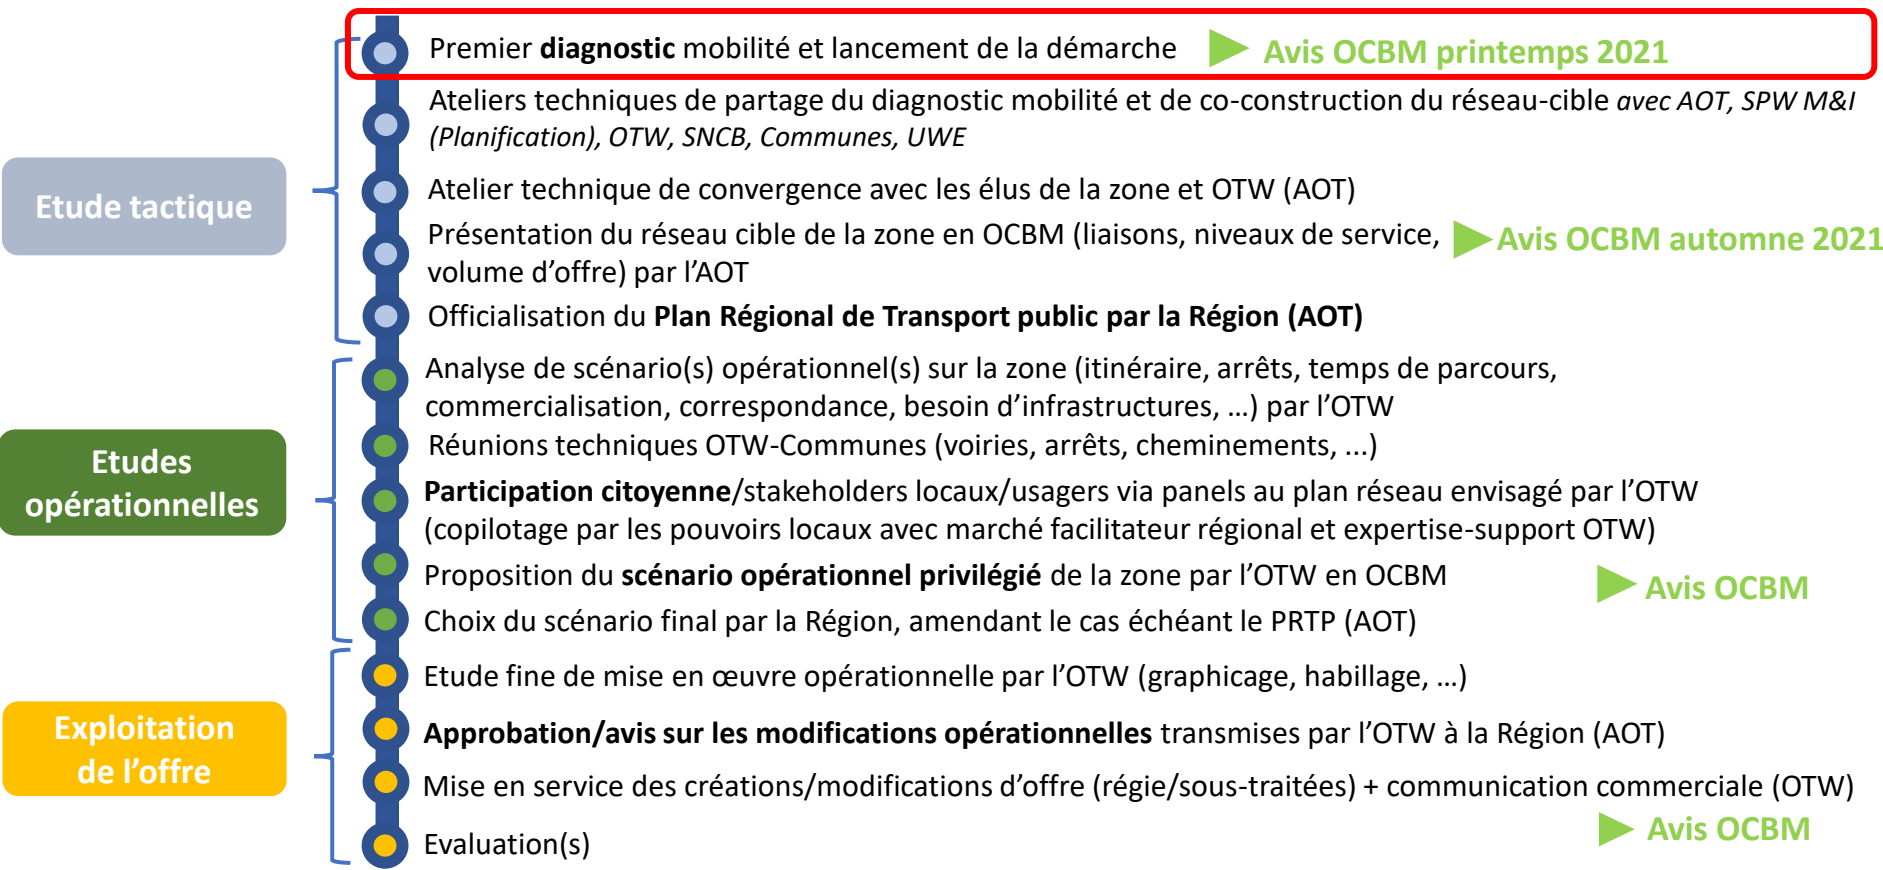 Premier diagnostic mobilité et lancement de la démarche
Avis OCBM printemps 2021
Ateliers techniques de partage du diagnostic mobilité et de co-construction du réseau-cible avec AOT, SPW M&I
(Planification), OTW, SNCB, Communes, UWE
Etude tactique
Atelier technique de convergence avec les élus de la zone et OTW (AOT)
Présentation du réseau cible de la zone en OCBM (liaisons, niveaux de service,
volume d’offre) par l’AOT
Avis OCBM automne 2021
Officialisation du Plan Régional de Transport public par la Région (AOT)
Analyse de scénario(s) opérationnel(s) sur la zone (itinéraire, arrêts, temps de parcours,
commercialisation, correspondance, besoin d’infrastructures, …) par l’OTW
Réunions techniques OTW-Communes (voiries, arrêts, cheminements, ...)
Etudes
opérationnelles
Participation citoyenne/stakeholders locaux/usagers via panels au plan réseau envisagé par l’OTW
(copilotage par les pouvoirs locaux avec marché facilitateur régional et expertise-support OTW)
Proposition du scénario opérationnel privilégié de la zone par l’OTW en OCBM
Avis OCBM
Choix du scénario final par la Région, amendant le cas échéant le PRTP (AOT)
Etude fine de mise en œuvre opérationnelle par l’OTW (graphicage, habillage, …)
Exploitation
de l’offre
Approbation/avis sur les modifications opérationnelles transmises par l’OTW à la Région (AOT)
Mise en service des créations/modifications d’offre (régie/sous-traitées) + communication commerciale (OTW)
Avis OCBM
Evaluation(s)